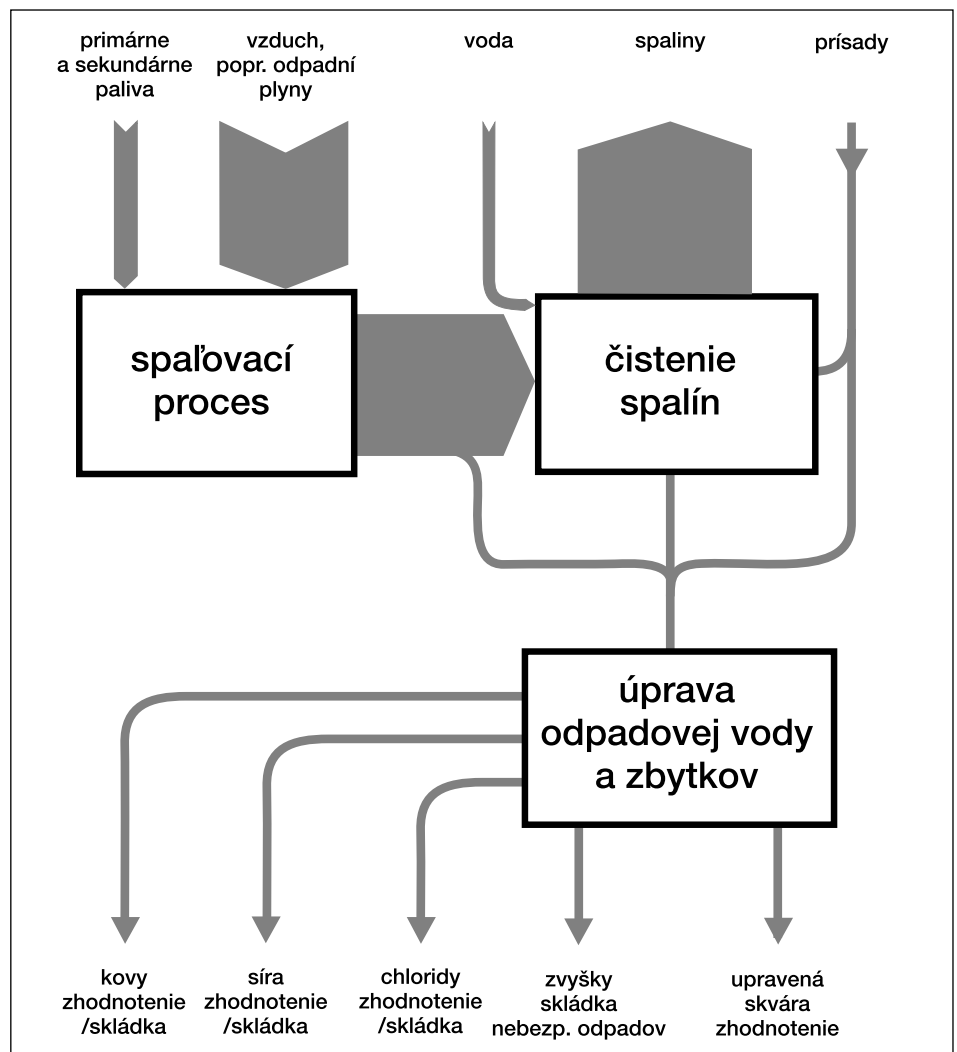 primárne
a sekundárne
paliva
vzduch,
popr. odpadní
plyny
voda
spaliny
prísady
spaľovací
proces
čistenie
spalín
úprava
odpadovej vody
a zbytkov
kovy
zhodnotenie
/skládka
síra
zhodnotenie
/skládka
chloridy
zhodnotenie
/skládka
zvyšky
skládka
nebezp. odpadov
upravená
skvára
zhodnotenie